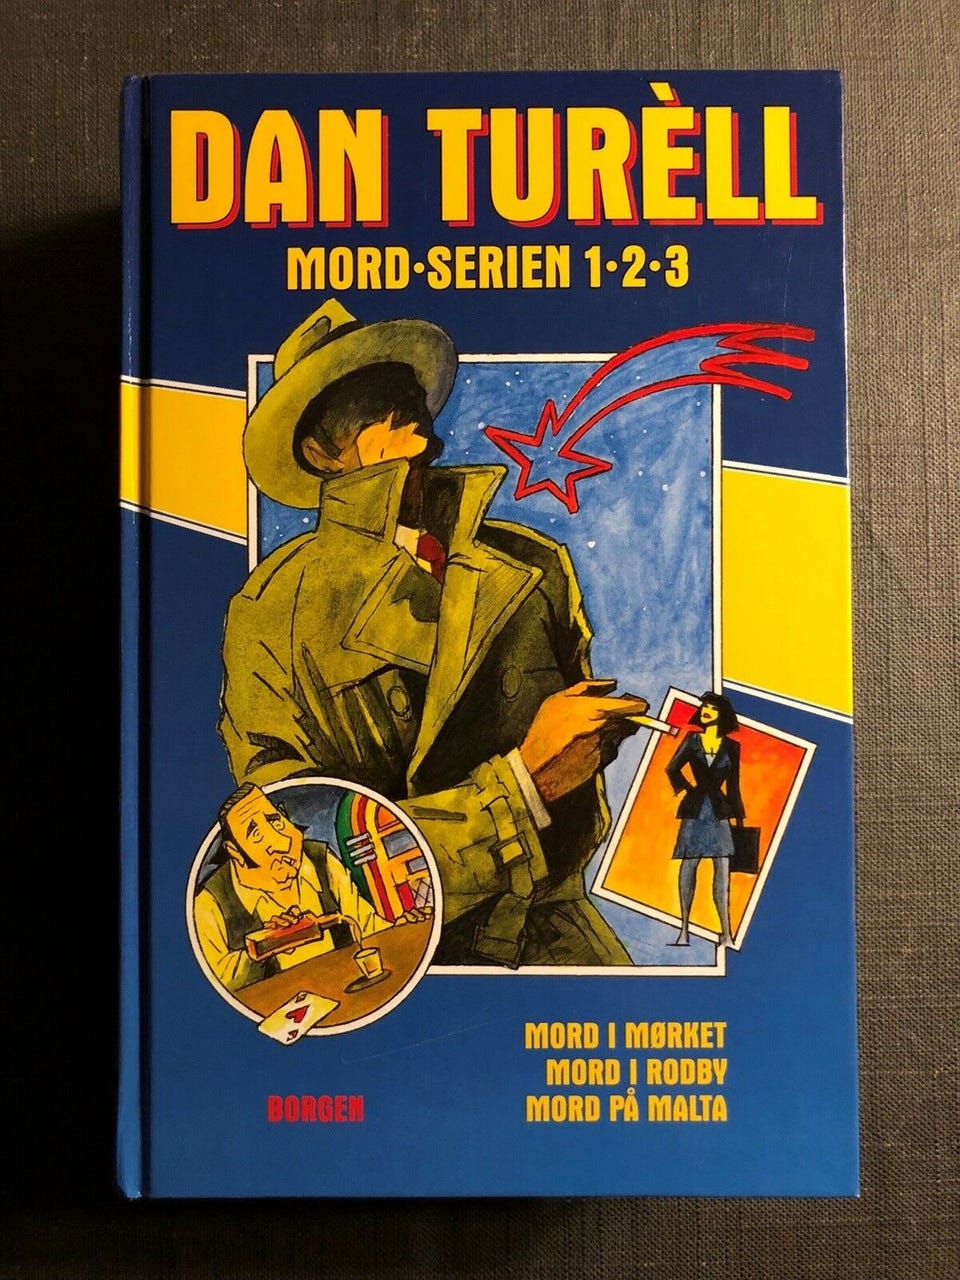 DAN TURÈLL
MORD·SERIEN 1·2·3
MORD I MØRKET
MORD I RODBY
MORD PÅ MALTA
BORGEN